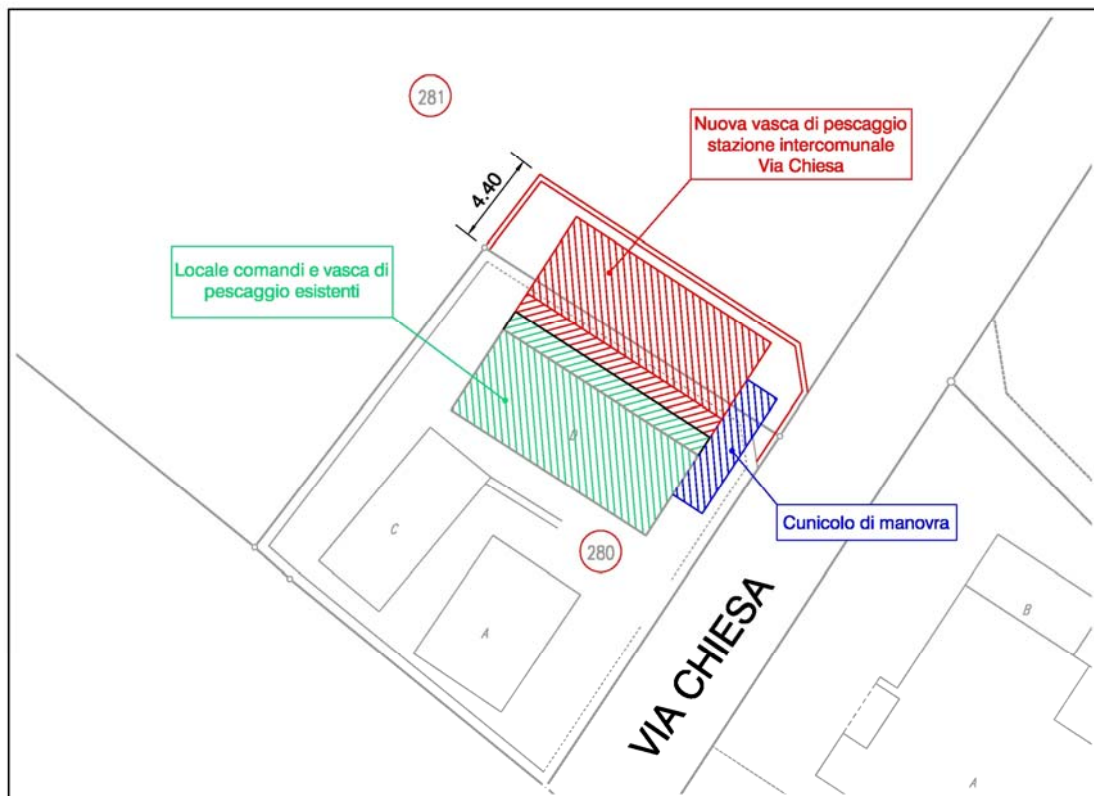 281
Nuova vasca di pescaggio
stazione intercomunale
Via Chiesa
4.40
Locale comandi e vasca di
pescaggio esistenti
D
C
280
Cunicolo di manovra
A
VIA CHIESA
B
A